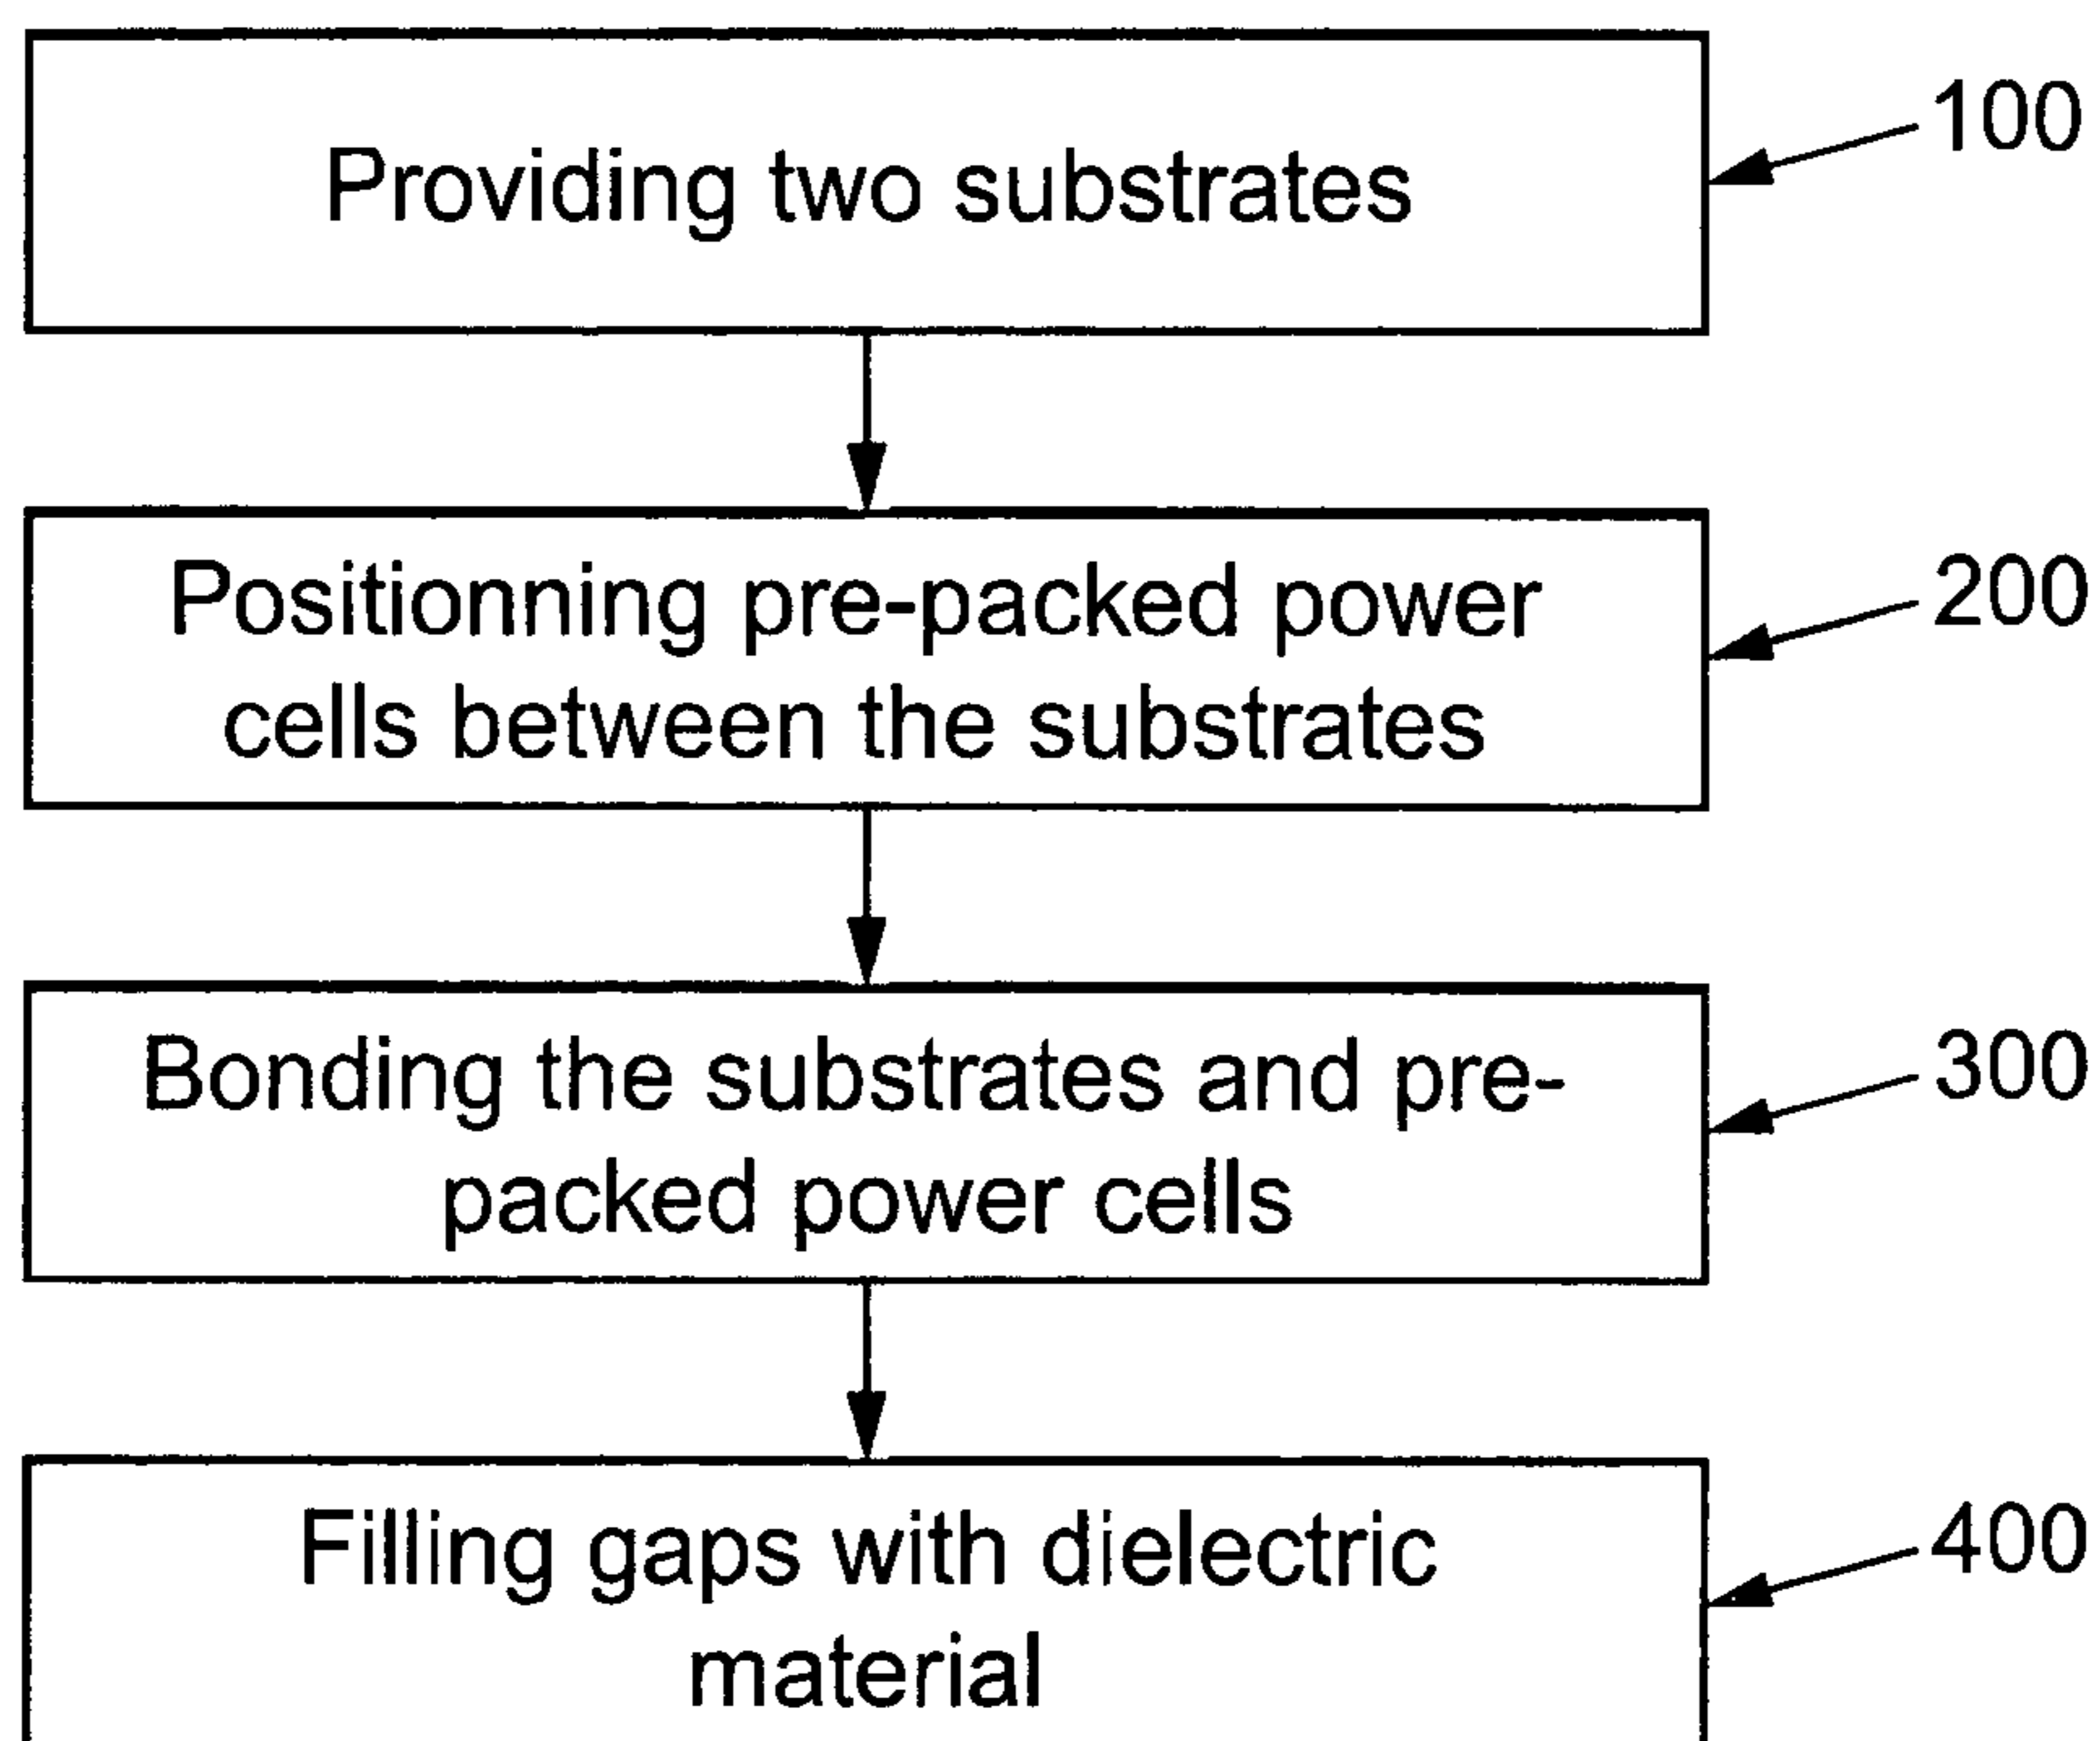 Providing two substrates
100
Positionning pre-packed power
cells between the substrates
200
Bonding the substrates and pre-
packed power cells
300
Filling gaps with dielectric
material
400